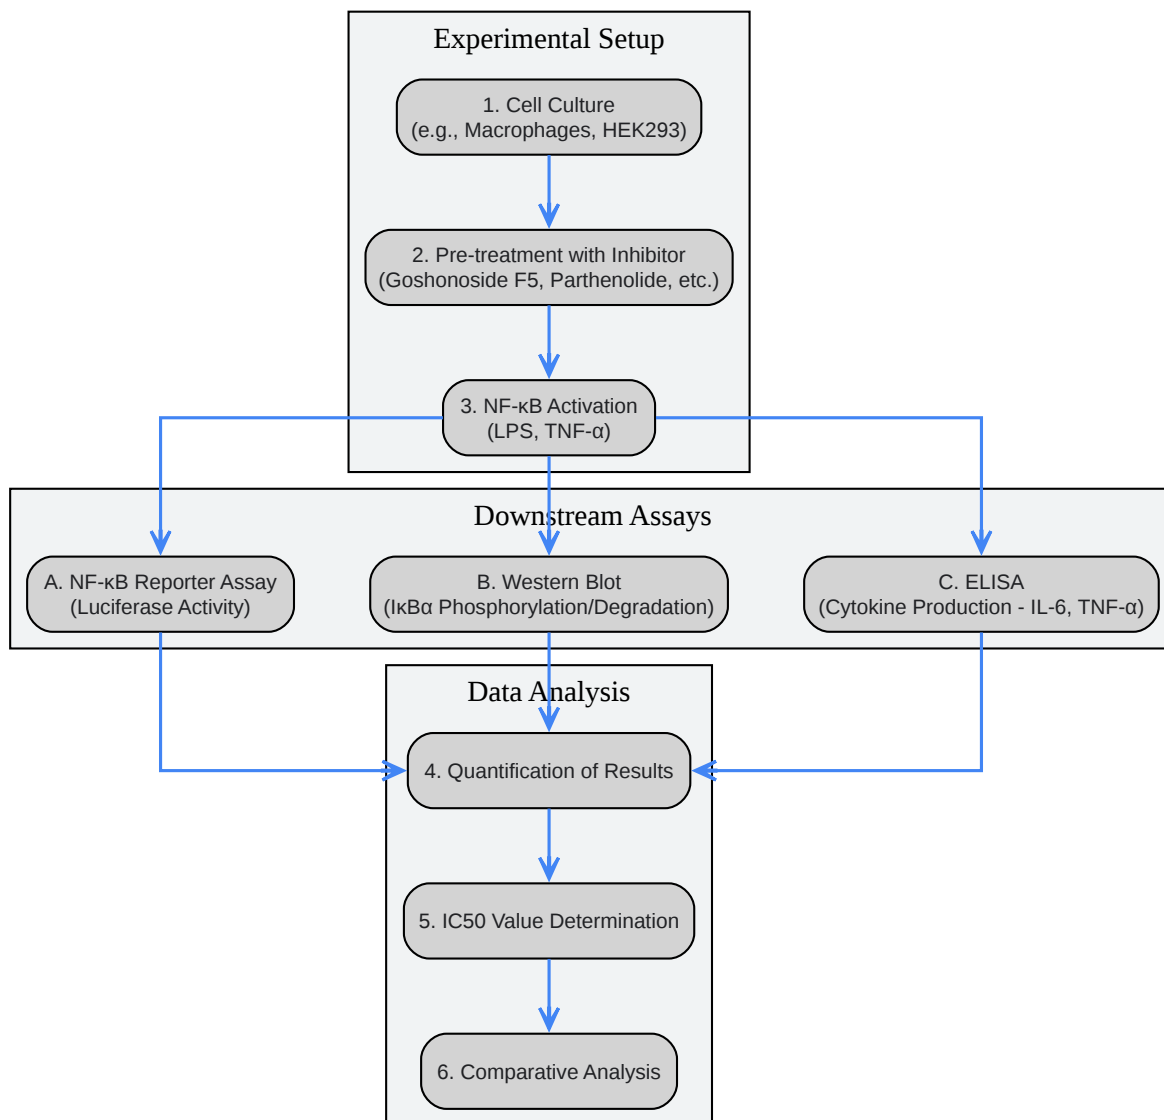 Experimental Setup
1. Cell Culture
(e.g., Macrophages, HEK293)
2. Pre-treatment with Inhibitor
(Goshonoside F5, Parthenolide, etc.)
3. NF-κB Activation
(LPS, TNF-α)
Downstream Assays
A. NF-κB Reporter Assay
(Luciferase Activity)
B. Western Blot
(IκBα Phosphorylation/Degradation)
C. ELISA
(Cytokine Production - IL-6, TNF-α)
Data Analysis
4. Quantification of Results
5. IC50 Value Determination
6. Comparative Analysis